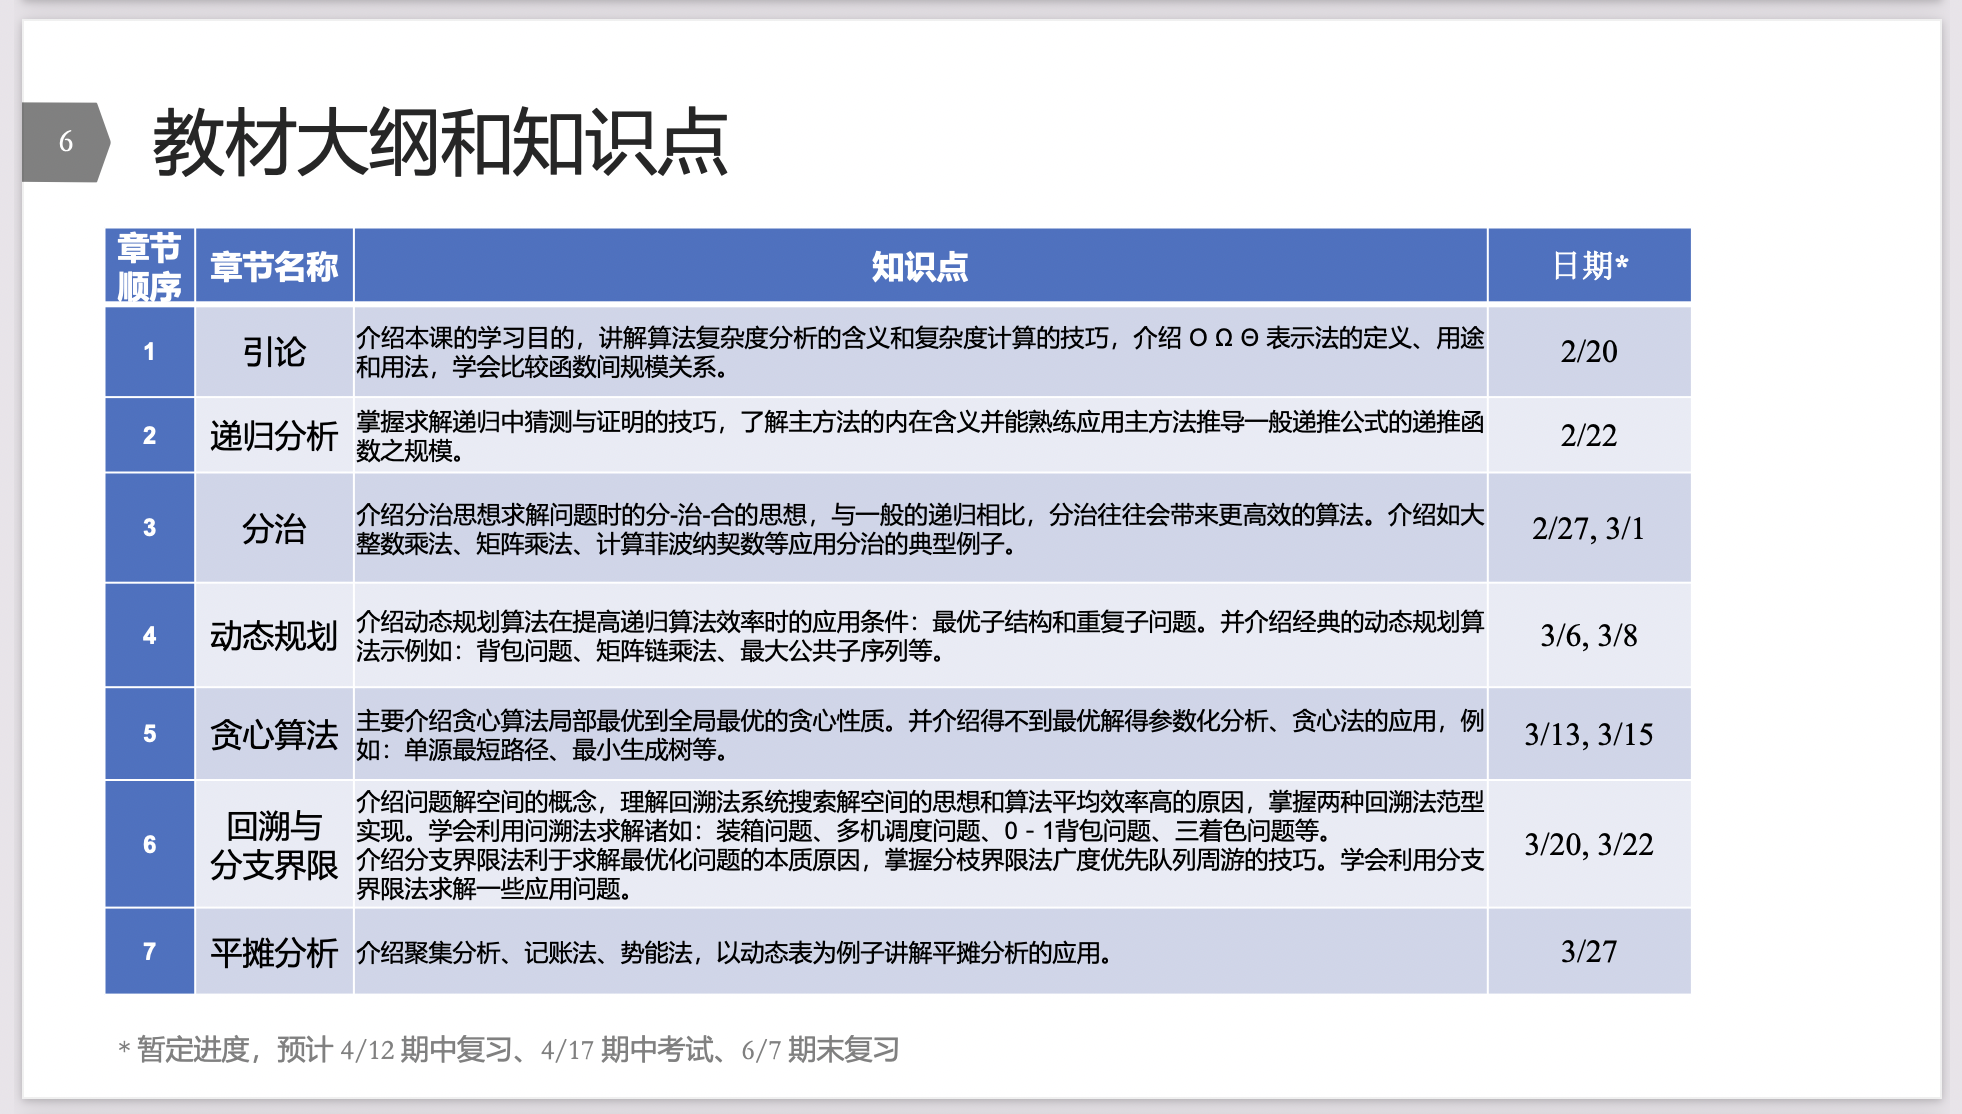 6
教材大纲和知识点
章节
顺序
章节名称
知识点
日期*
1
引论
介绍本课的学习目的，讲解算法复杂度分析的含义和复杂度计算的技巧，介绍 O Ω Θ 表示法的定义、用途
和用法，学会比较函数间规模关系。
2/20
2
递归分析
掌握求解递归中猜测与证明的技巧，了解主方法的内在含义并能熟练应用主方法推导一般递推公式的递推函
数之规模。
2/22
3
分治
介绍分治思想求解问题时的分-治-合的思想，与一般的递归相比，分治往往会带来更高效的算法。介绍如大
整数乘法、矩阵乘法、计算菲波纳契数等应用分治的典型例子。
2/27, 3/1
4
动态规划
介绍动态规划算法在提高递归算法效率时的应用条件：最优子结构和重复子问题。并介绍经典的动态规划算
法示例如：背包问题、矩阵链乘法、最大公共子序列等。
3/6, 3/8
5
贪心算法
主要介绍贪心算法局部最优到全局最优的贪心性质。并介绍得不到最优解得参数化分析、贪心法的应用，例
如：单源最短路径、最小生成树等。
3/13, 3/15
6
回溯与
分支界限
介绍问题解空间的概念，理解回溯法系统搜索解空间的思想和算法平均效率高的原因，掌握两种回溯法范型
实现。学会利用问溯法求解诸如：装箱问题、多机调度问题、0－1背包问题、三着色问题等。
介绍分支界限法利于求解最优化问题的本质原因，掌握分枝界限法广度优先队列周游的技巧。学会利用分支
界限法求解一些应用问题。
3/20, 3/22
7
平摊分析
介绍聚集分析、记账法、势能法，以动态表为例子讲解平摊分析的应用。
3/27
* 暂定进度，预计 4/12 期中复习、4/17 期中考试、6/7 期末复习